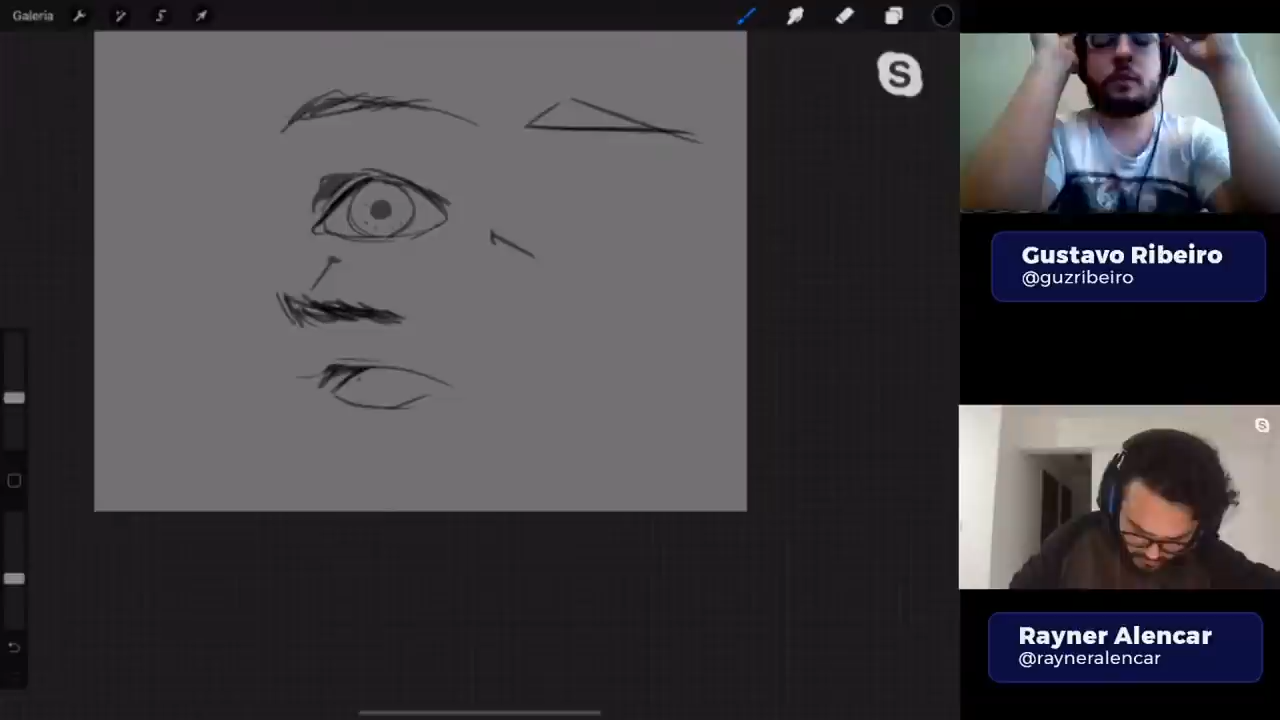 Galeria
S
Gustavo Ribeiro
@guzribeiro
Rayner Alencar
@rayneralencar